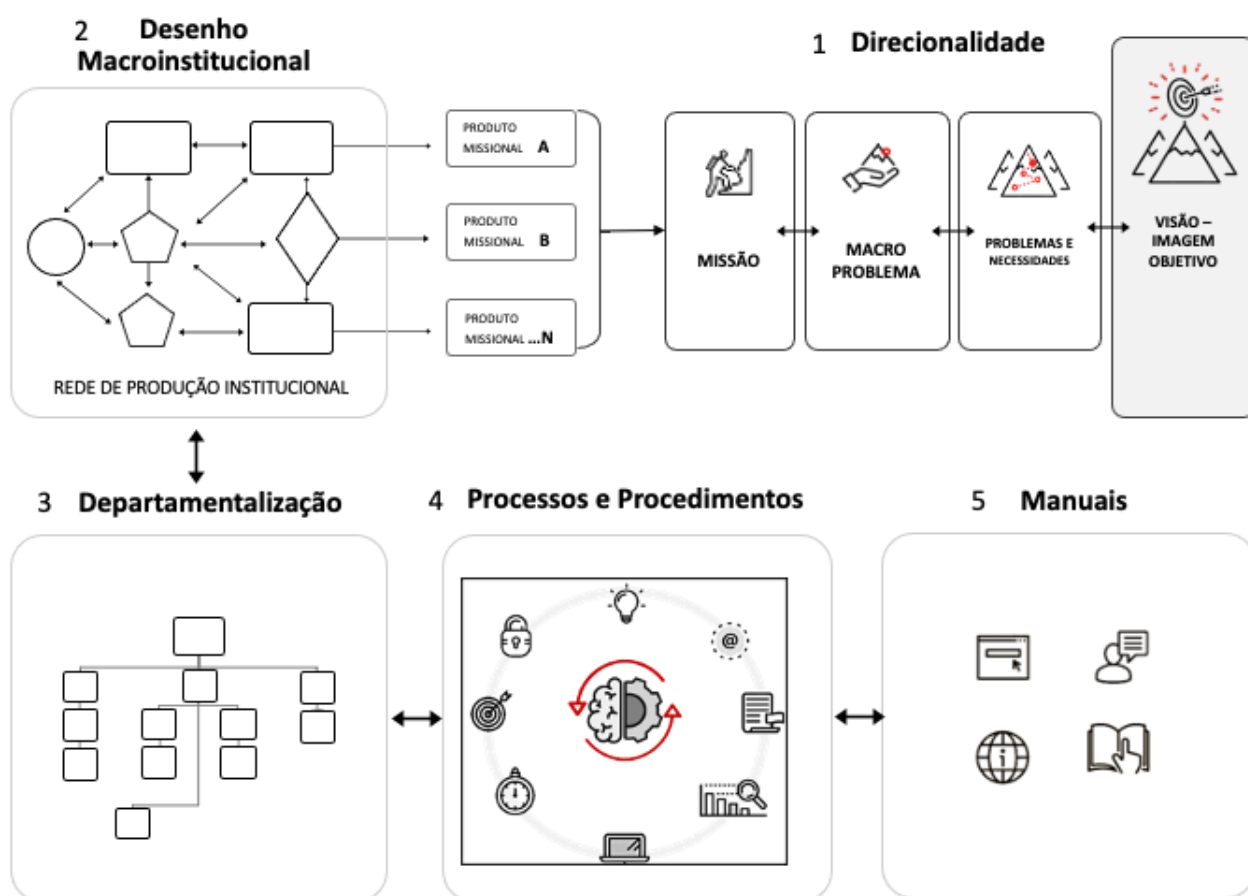 2 Desenho
Macroinstitucional
1 Direcionalidade
PRODUTO
MISSIONAL A
PRODUTO
MISSIONAL B
PRODUTO
MISSIONAL ...N
MISSÃO
MACRO
PROBLEMA
PROBLEMAS E
NECESSIDADES
VISÃO –
IMAGEM
OBJETIVO
REDE DE PRODUÇÃO INSTITUCIONAL
3 Departamentalização
4 Processos e Procedimentos
5 Manuais
@
i